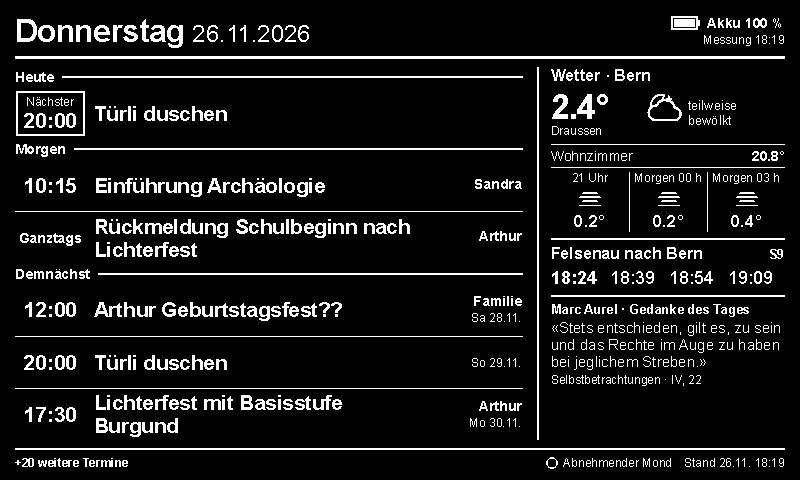 Donnerstag 26.11.2026
Akku 100 %
Messung 18:19
Heute
Nächster
20:00 Türli duschen
Morgen
10:15 Einführung Archäologie Sandra
Ganztags Rückmeldung Schulbeginn nach
Lichterfest Arthur
Demnächst
12:00 Arthur Geburtstagsfest?? Familie
Sa 28.11.
20:00 Türli duschen So 29.11.
17:30 Lichterfest mit Basisstufe
Burgund Arthur
Mo 30.11.
+20 weitere Termine
Wetter · Bern
2.4° teilweise
bewölkt
Draussen
Wohnzimmer 20.8°
21 Uhr Morgen 00 h Morgen 03 h
0.2° 0.2° 0.4°
Felsenau nach Bern S9
18:24 18:39 18:54 19:09
Marc Aurel · Gedanke des Tages
«Stets entschieden, gilt es, zu sein
und das Rechte im Auge zu haben
bei jeglichem Streben.»
Selbstbetrachtungen · IV, 22
Abnehmender Mond Stand 26.11. 18:19